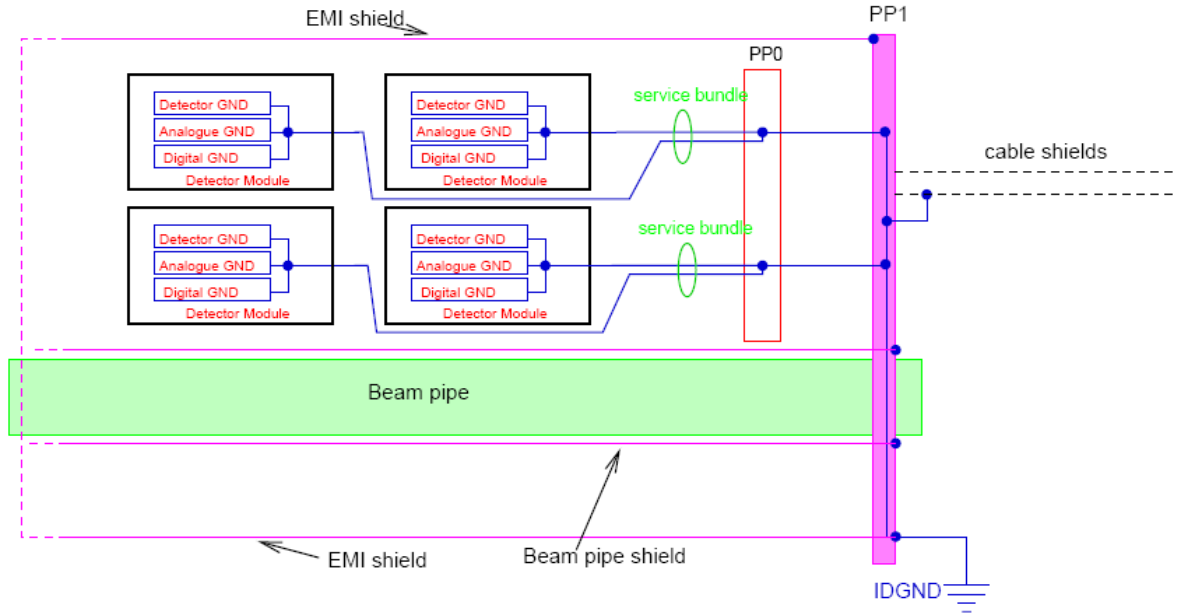 EMI shield
PP1
PP0
service bundle
Detector GND
Analogue GND
Digital GND
Detector Module
Detector GND
Analogue GND
Digital GND
Detector Module
cable shields
service bundle
Detector GND
Analogue GND
Digital GND
Detector Module
Detector GND
Analogue GND
Digital GND
Detector Module
Beam pipe
EMI shield
Beam pipe shield
IDGND